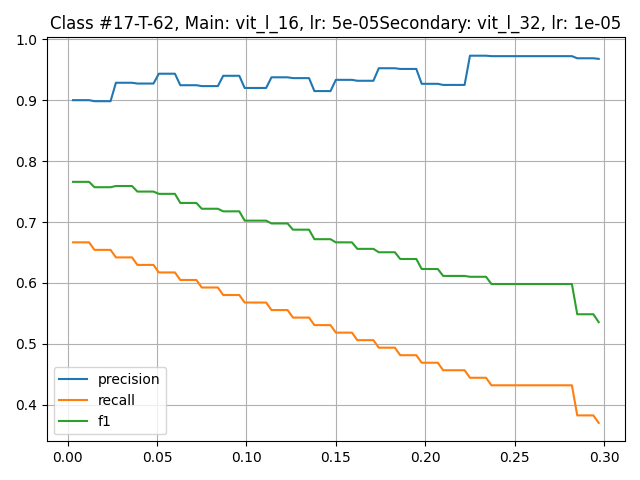 Class #17-T-62, Main: vit_l_16, lr: 5e-05Secondary: vit_l_32, lr: 1e-05
1.0
0.9
0.8
0.7
0.6
0.5
0.4
precision
recall
f1
0.00 0.05 0.10 0.15 0.20 0.25 0.30